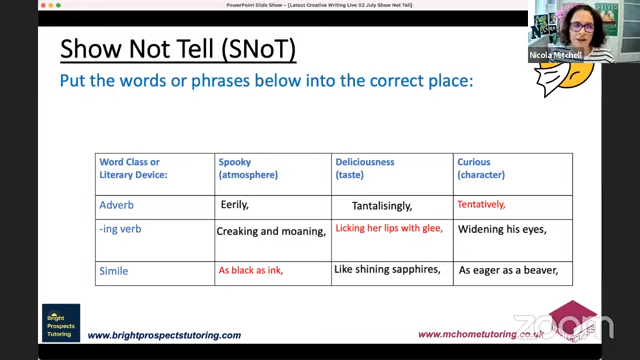 PowerPoint Slide Show - [Latest Creative Writing Live 92 July Show Not Tell]
Show Not Tell (SNoT)
Put the words or phrases below into the correct place:
Nicola Mitchell
Word Class or Literary Device:
Spooky (atmosphere)
Deliciousness (taste)
Curious (character)
Adverb
Eerily,
Tantalisingly,
Tentatively,
-ing verb
Creaking and moaning,
Licking her lips with glee,
Widening his eyes,
Simile
As black as ink,
Like shining sapphires,
As eager as a beaver,
Bright
Prospects
Tutoring
www.brightprospectstutoring.com
www.mchometutoring.co.uk
zoom